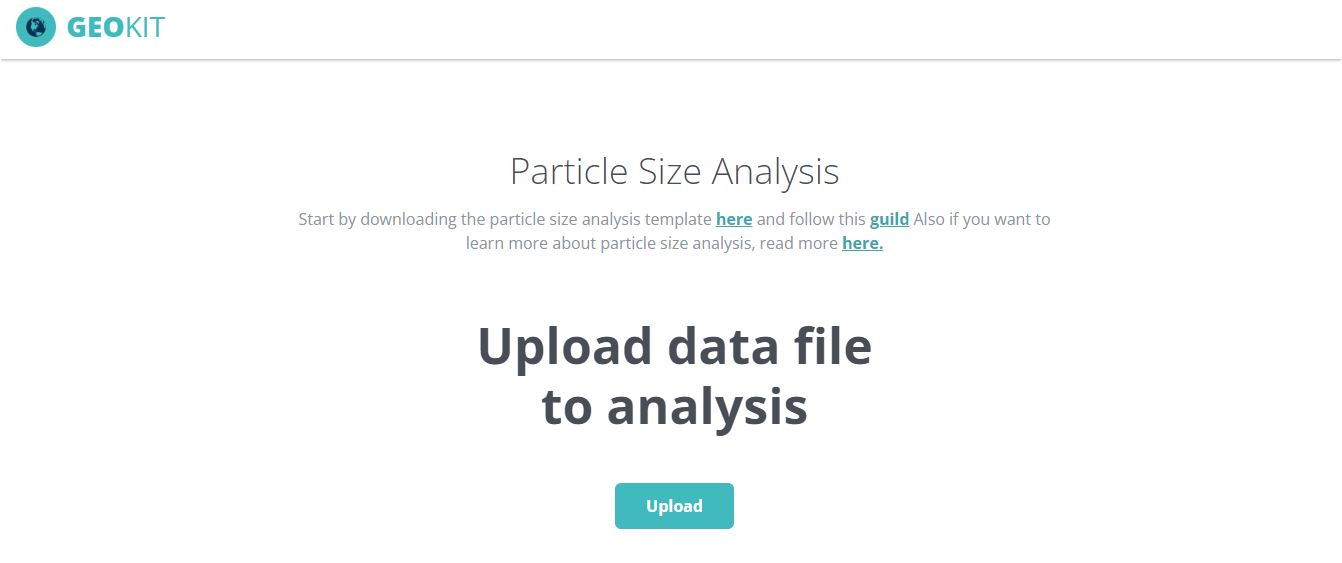 GEOKIT
Particle Size Analysis
Start by downloading the particle size analysis template here and follow this guild Also if you want to
learn more about particle size analysis, read more here.
Upload data file
to analysis
Upload